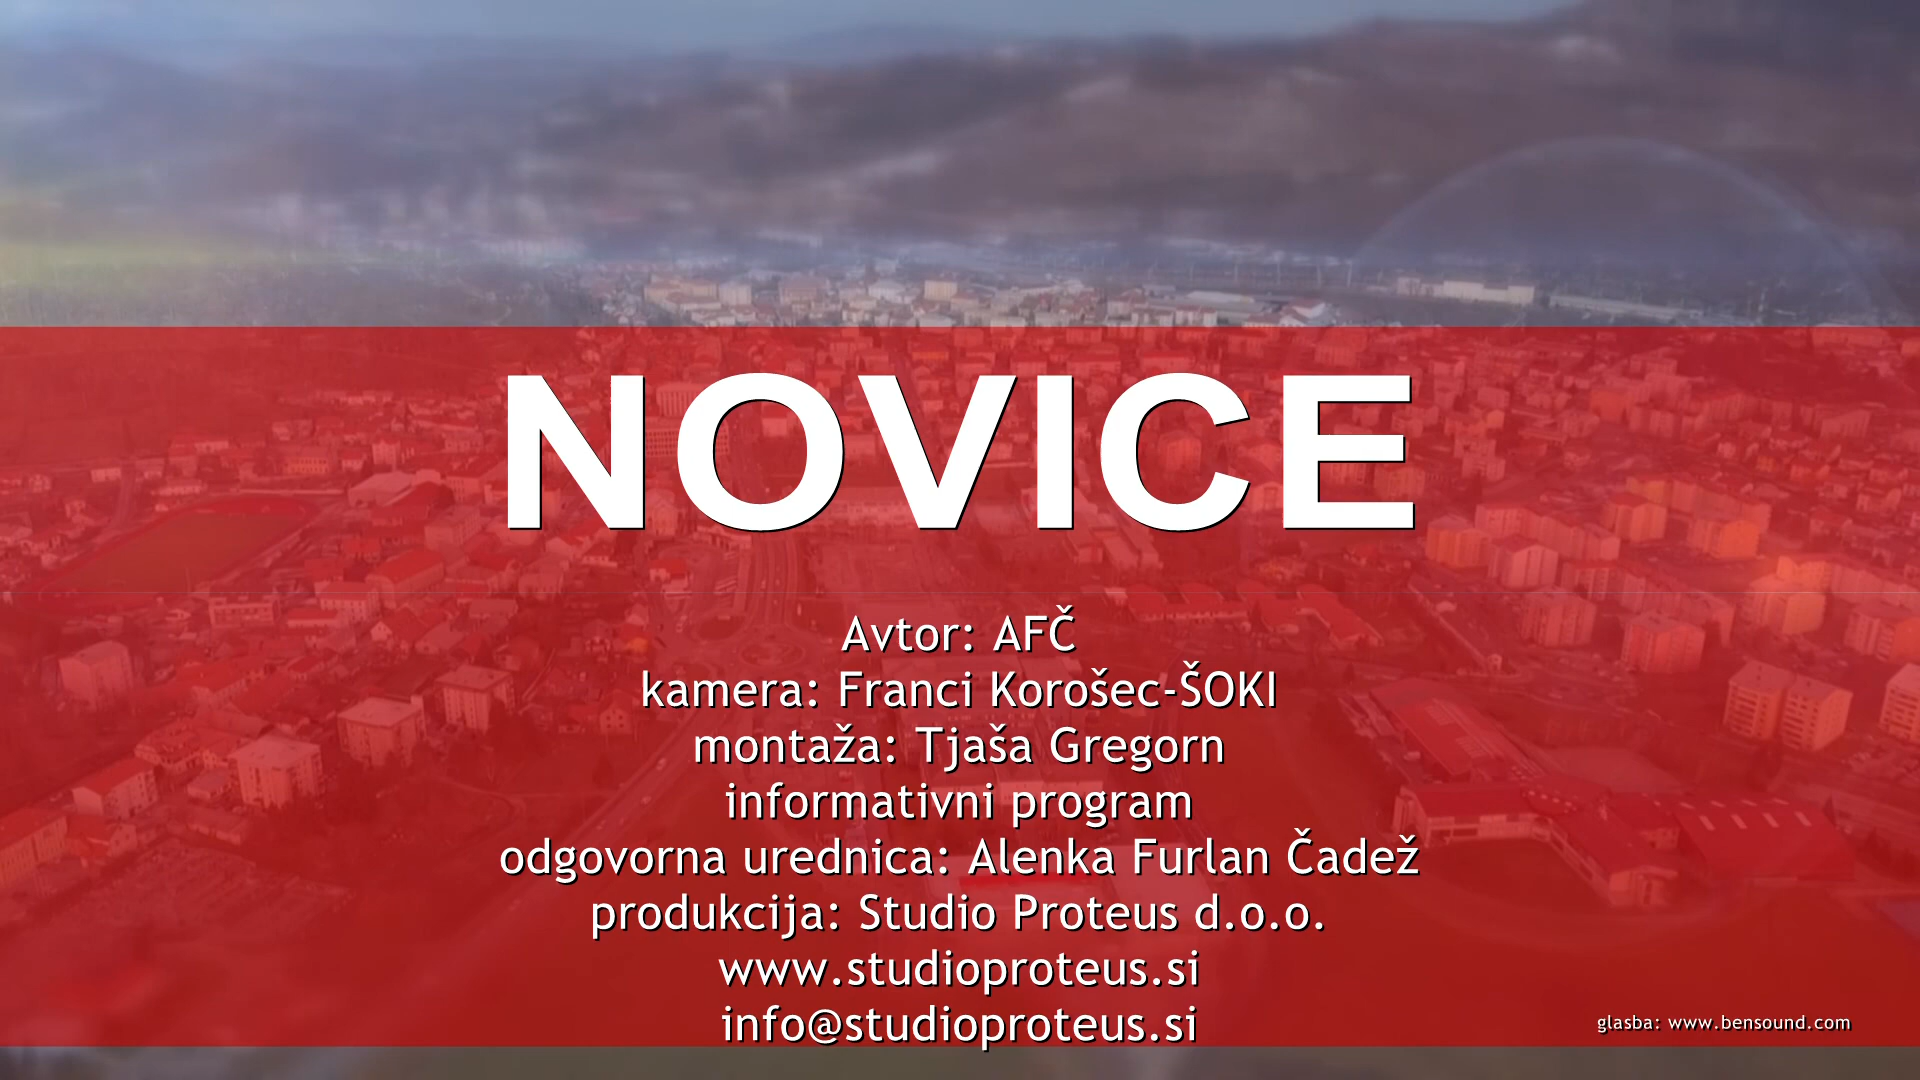 NOVICE
Avtor: AFČ
kamera: Franci Korošec-ŠOKI
montaža: Tjaša Gregorn
informativni program
odgovorna urednica: Alenka Furlan Čadež
produkcija: Studio Proteus d.o.o.
www.studioproteus.si
info@studioproteus.si
glasba: www.bensound.com